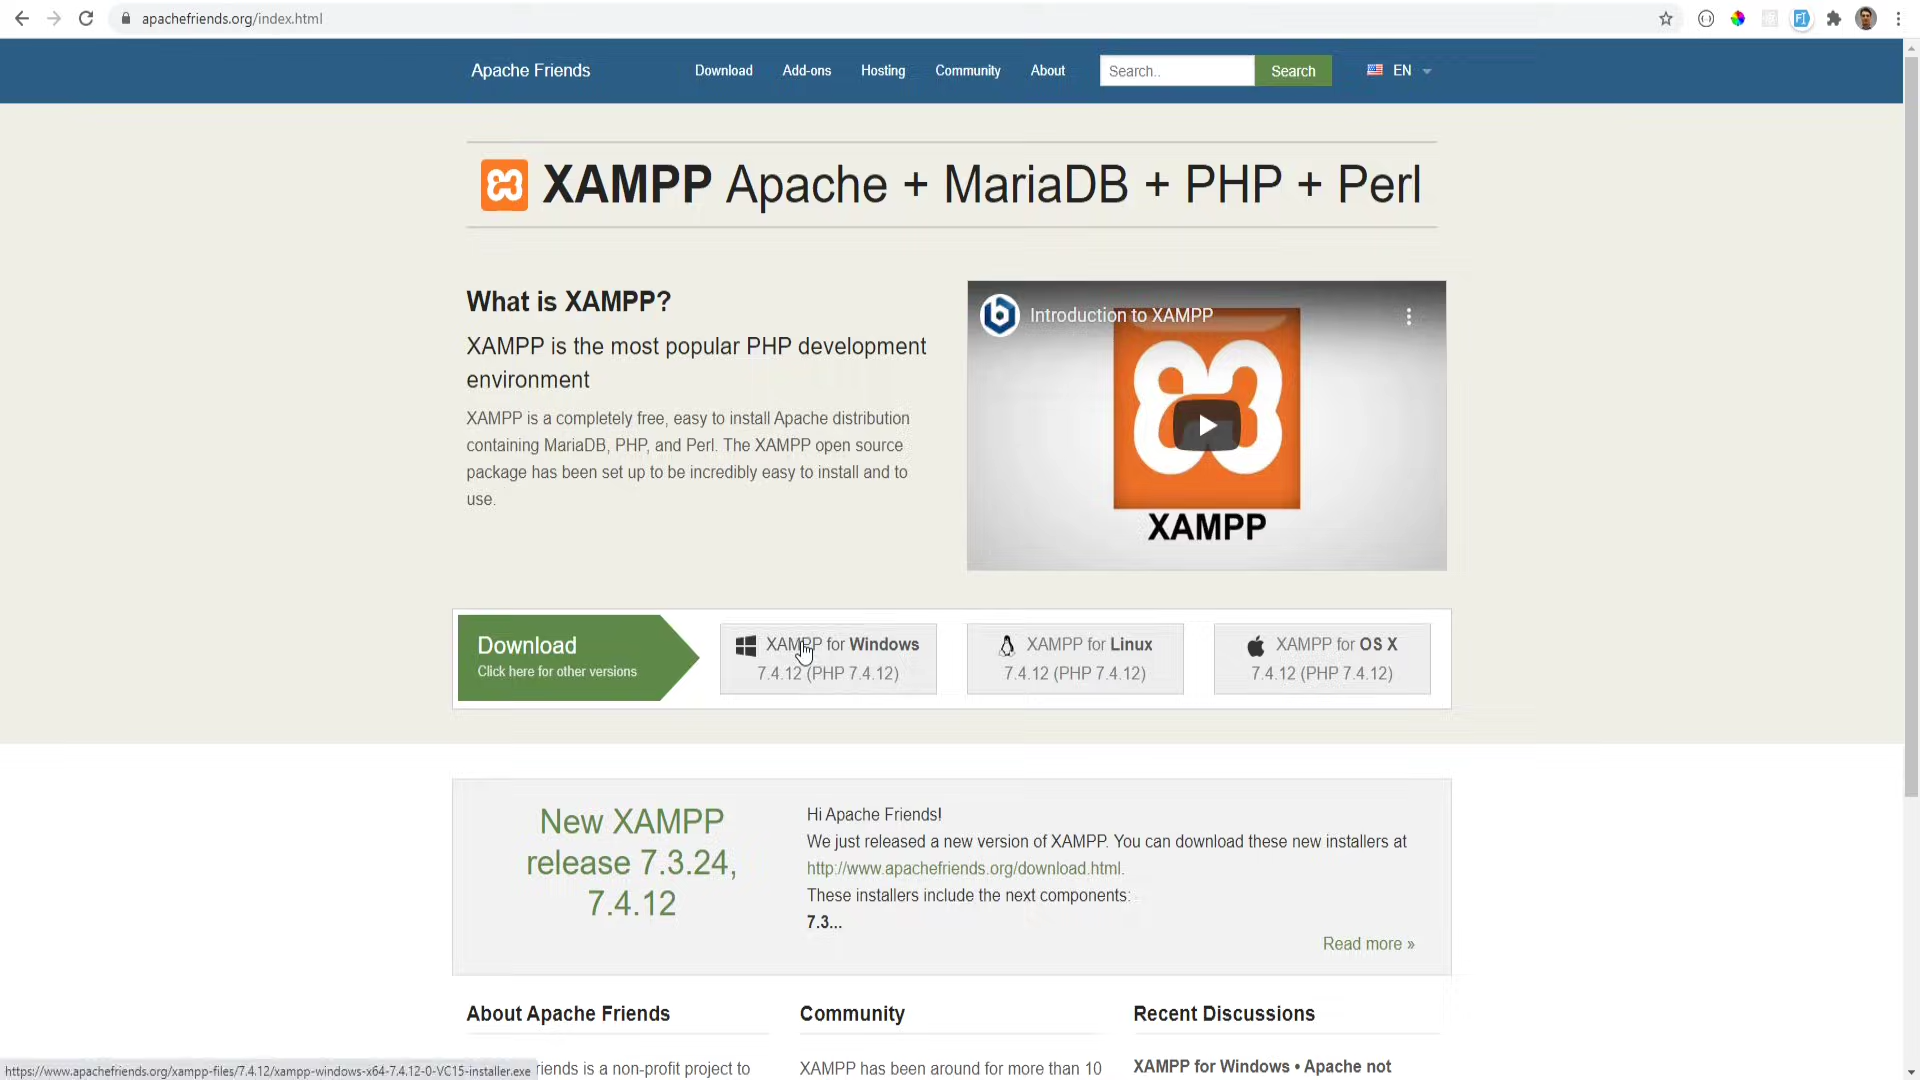 apachefriends.org/index.html
Apache Friends
Download
Add-ons
Hosting
Community
About
Search..
Search
EN
XAMPP Apache + MariaDB + PHP + Perl
What is XAMPP?
XAMPP is the most popular PHP development
environment
XAMPP is a completely free, easy to install Apache distribution
containing MariaDB, PHP, and Perl. The XAMPP open source
package has been set up to be incredibly easy to install and to
use.
Introduction to XAMPP
XAMPP
Download
Click here for other versions
XAMPP for Windows
7.4.12 (PHP 7.4.12)
XAMPP for Linux
7.4.12 (PHP 7.4.12)
XAMPP for OS X
7.4.12 (PHP 7.4.12)
New XAMPP
release 7.3.24,
7.4.12
Hi Apache Friends!
We just released a new version of XAMPP. You can download these new installers at
http://www.apachefriends.org/download.html.
These installers include the next components:
7.3...
Read more »
About Apache Friends
riends is a non-profit project to
Community
XAMPP has been around for more than 10
Recent Discussions
XAMPP for Windows • Apache not
https://www.apachefriends.org/xampp-files/7.4.12/xampp-windows-x64-7.4.12-0-VC15-installer.exe